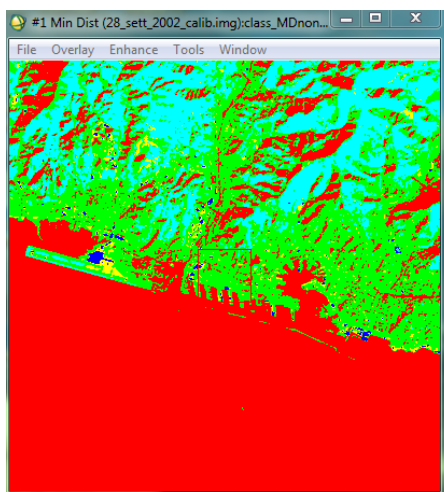 #1 Min Dist (28_sett_2002_calib.img):class_MDnon...
File Overlay Enhance Tools Window